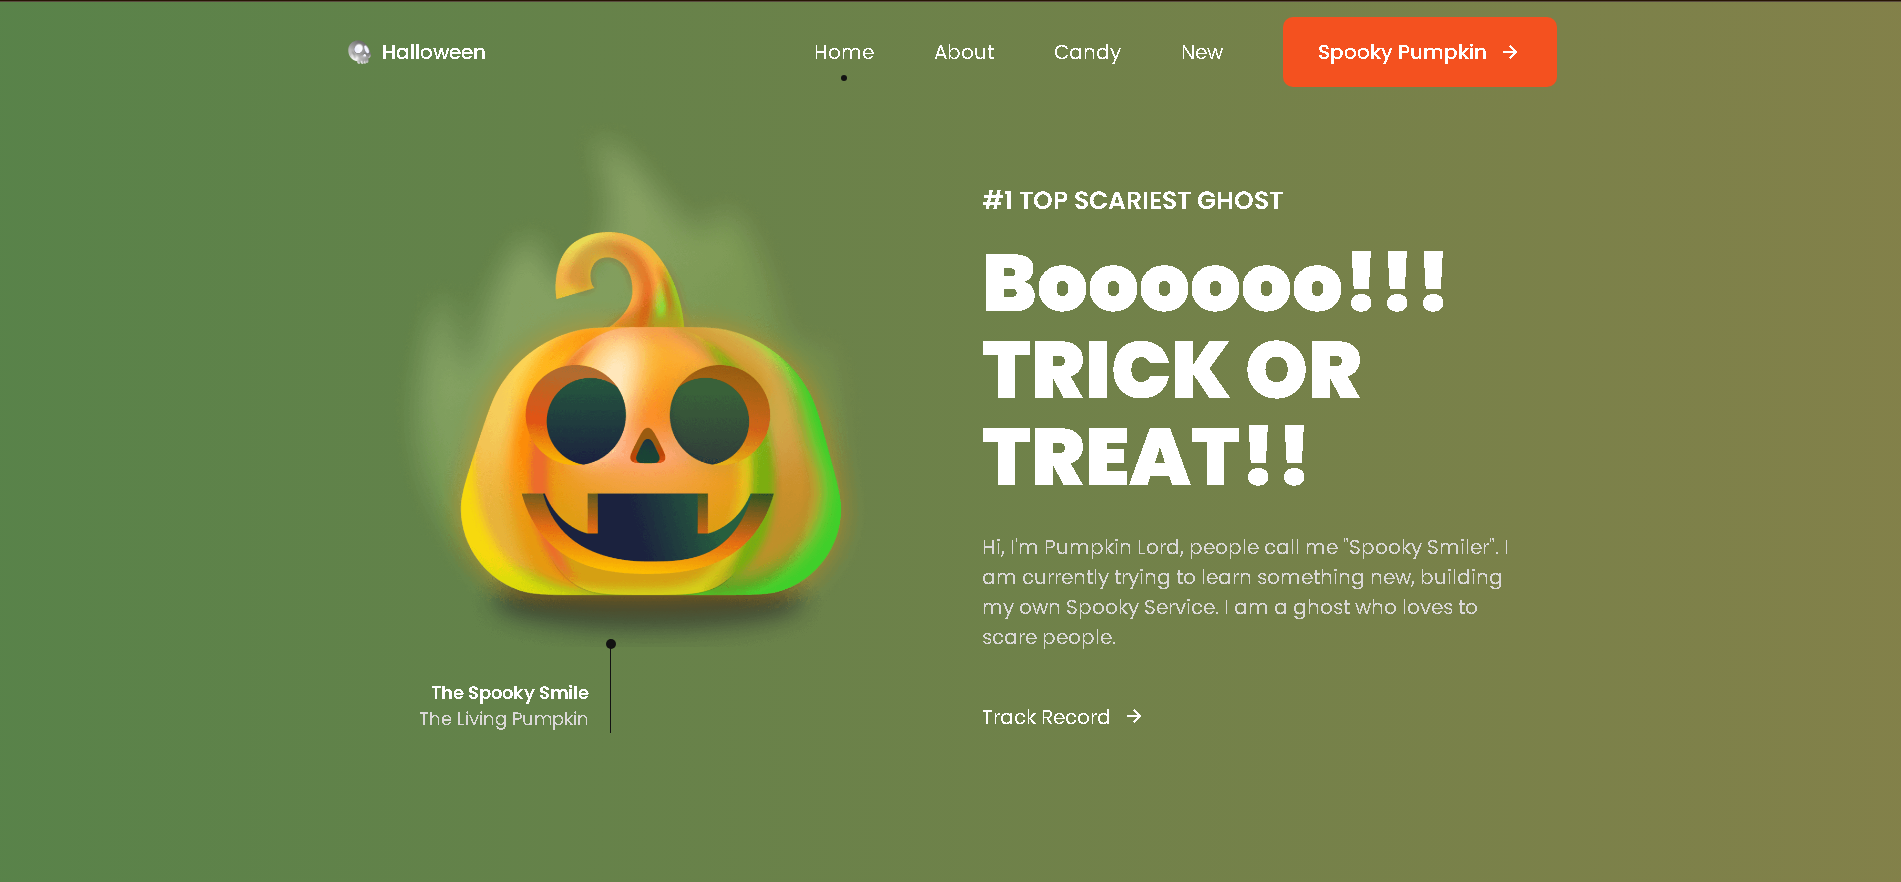 Halloween
Home
About
Candy
New
Spooky Pumpkin
#1 TOP SCARIEST GHOST
Boooooo!!!
TRICK OR
TREAT!!
Hi, I'm Pumpkin Lord, people call me "Spooky Smiler". I
am currently trying to learn something new, building
my own Spooky Service. I am a ghost who loves to
scare people.
The Spooky Smile
The Living Pumpkin
Track Record